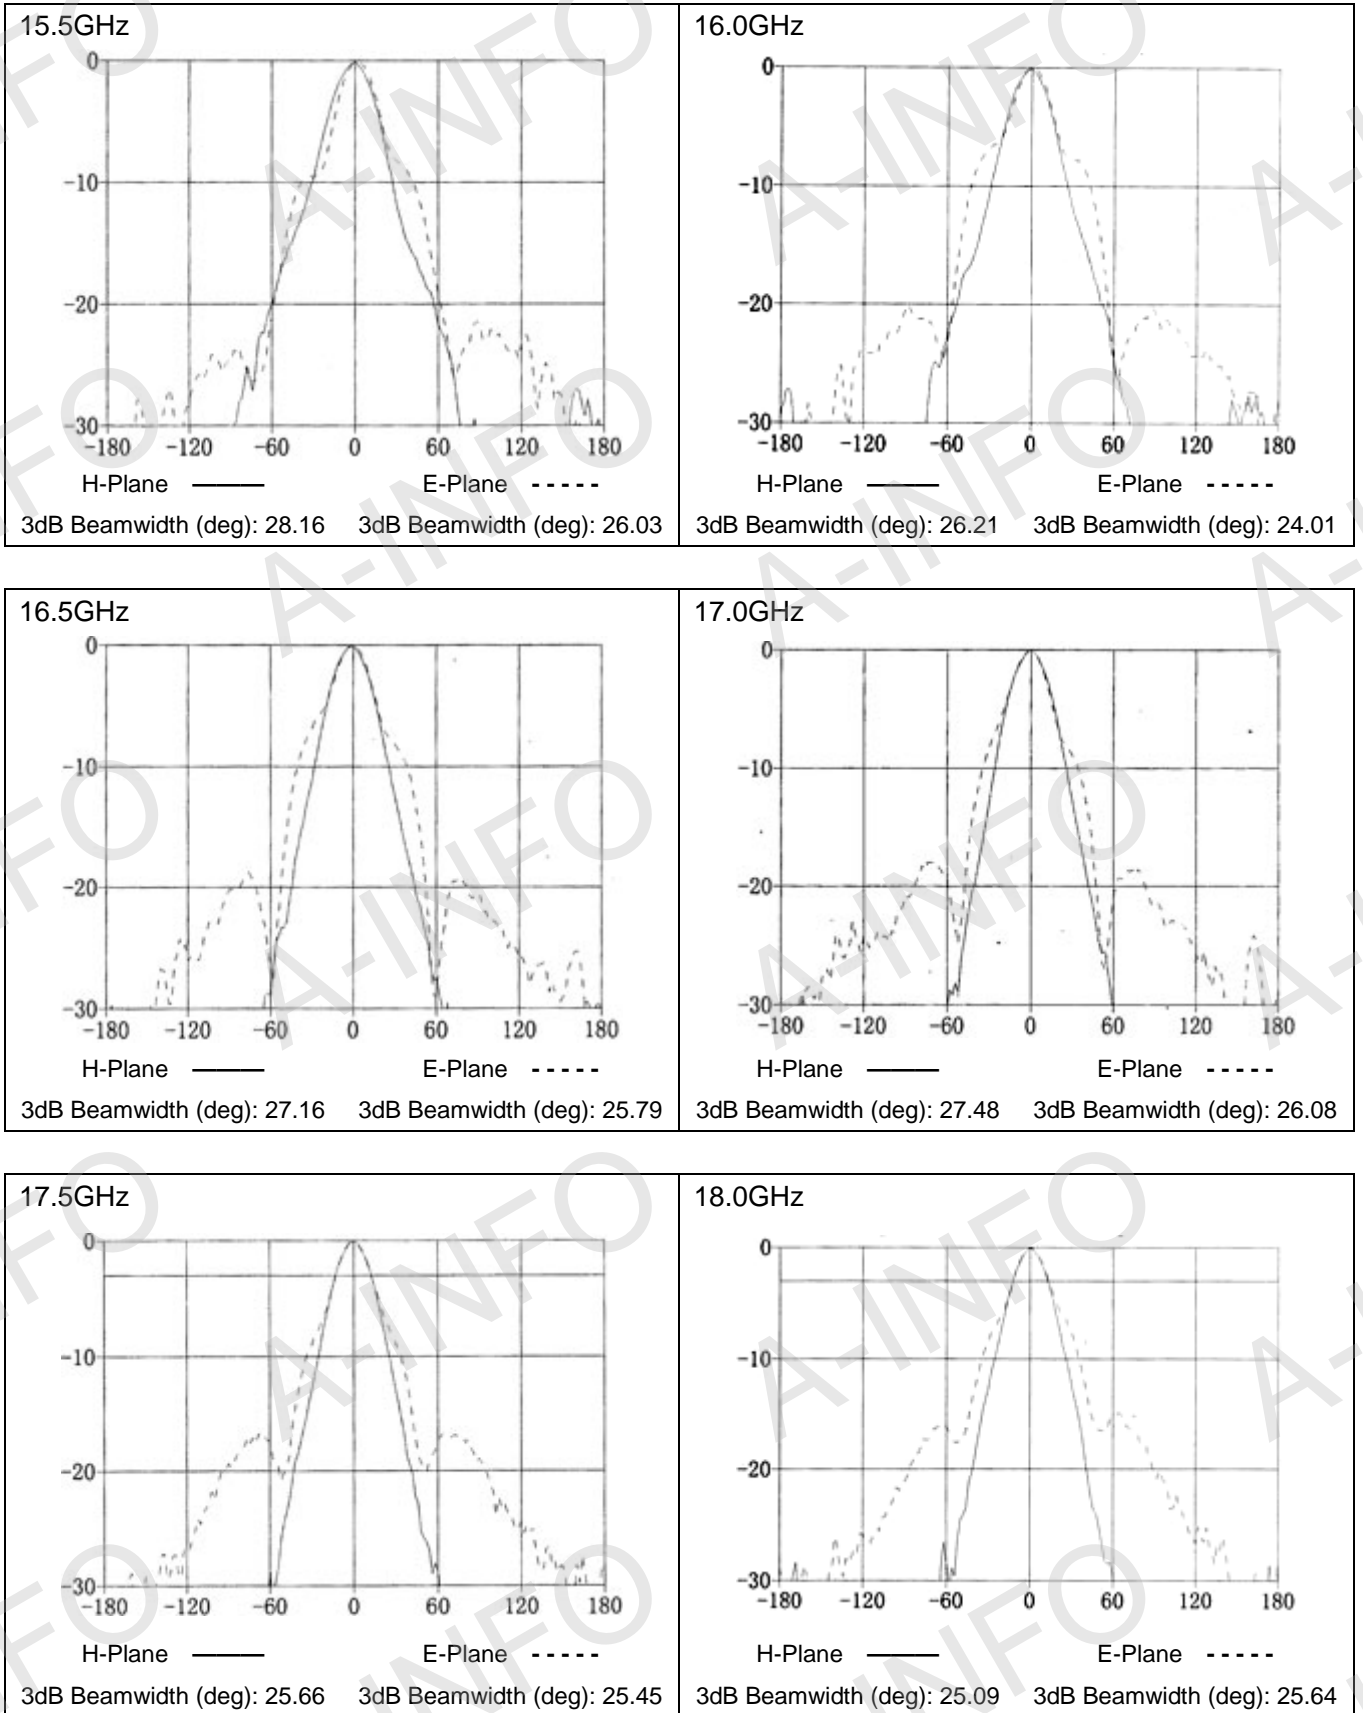 15.5GHz
0
-10
-20
-30
-180 -120 -60 0 60 120 180
H-Plane ——— E-Plane - - - - -
3dB Beamwidth (deg): 28.16 3dB Beamwidth (deg): 26.03
16.0GHz
0
-10
-20
-30
-180 -120 -60 0 60 120 180
H-Plane ——— E-Plane - - - - -
3dB Beamwidth (deg): 26.21 3dB Beamwidth (deg): 24.01
16.5GHz
0
-10
-20
-30
-180 -120 -60 0 60 120 180
H-Plane ——— E-Plane - - - - -
3dB Beamwidth (deg): 27.16 3dB Beamwidth (deg): 25.79
17.0GHz
0
-10
-20
-30
-180 -120 -60 0 60 120 180
H-Plane ——— E-Plane - - - - -
3dB Beamwidth (deg): 27.48 3dB Beamwidth (deg): 26.08
17.5GHz
0
-10
-20
-30
-180 -120 -60 0 60 120 180
H-Plane ——— E-Plane - - - - -
3dB Beamwidth (deg): 25.66 3dB Beamwidth (deg): 25.45
18.0GHz
0
-10
-20
-30
-180 -120 -60 0 60 120 180
H-Plane ——— E-Plane - - - - -
3dB Beamwidth (deg): 25.09 3dB Beamwidth (deg): 25.64
A-INFO